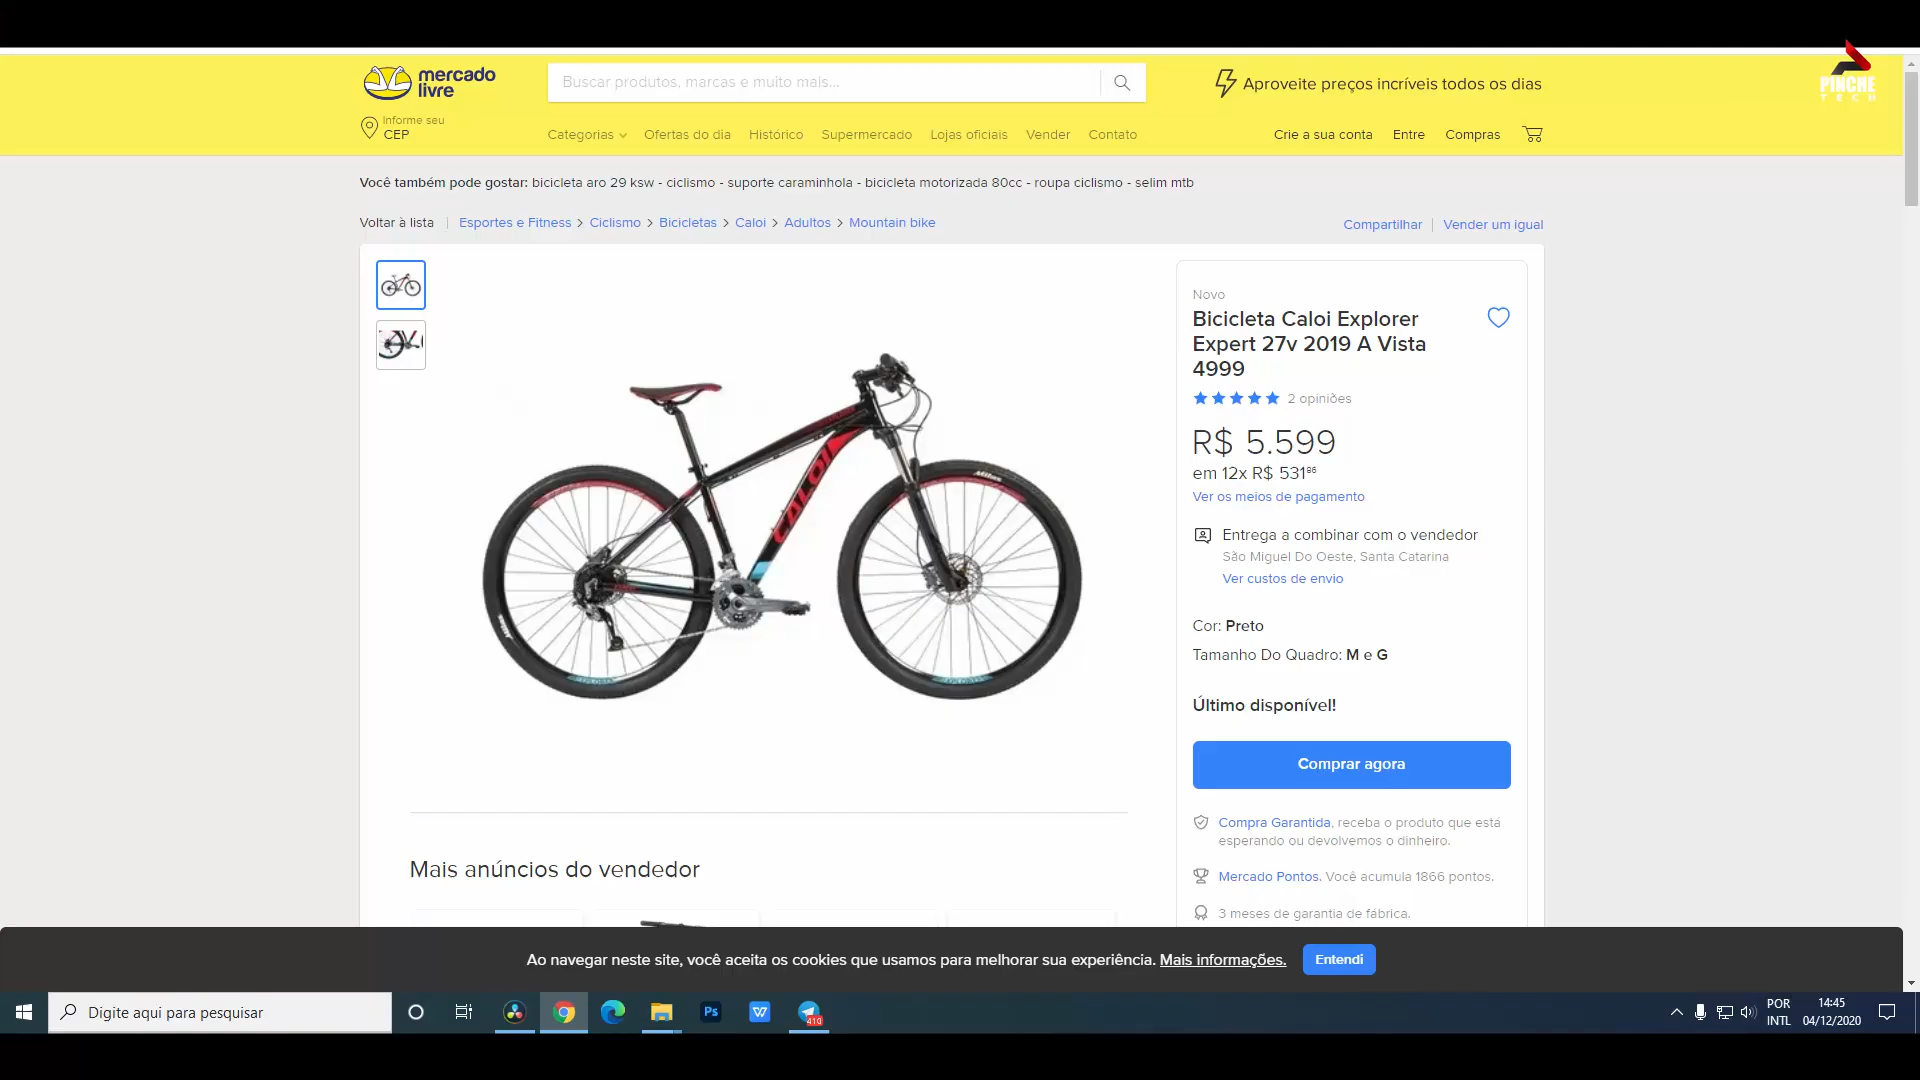 mercado
livre
Buscar produtos, marcas e muito mais...
Aproveite preços incríveis todos os dias
PINCHE
TECH
Informe seu
CEP
Categorias
Ofertas do dia
Histórico
Supermercado
Lojas oficiais
Vender
Contato
Crie a sua conta
Entre
Compras
Você também pode gostar: bicicleta aro 29 ksw - ciclismo - suporte caraminhola - bicicleta motorizada 80cc - roupa ciclismo - selim mtb
Voltar à lista
Esportes e Fitness > Ciclismo > Bicicletas > Caloi > Adultos > Mountain bike
Compartilhar
Vender um igual
CALOI
Novo
Bicicleta Caloi Explorer
Expert 27v 2019 A Vista
4999
2 opiniões
R$ 5.599
em 12x R$ 531 86
Ver os meios de pagamento
Entrega a combinar com o vendedor
São Miguel Do Oeste, Santa Catarina
Ver custos de envio
Cor: Preto
Tamanho Do Quadro: M e G
Último disponível!
Comprar agora
Compra Garantida, receba o produto que está
esperando ou devolvemos o dinheiro.
Mercado Pontos. Você acumula 1866 pontos.
3 meses de garantia de fábrica.
Mais anúncios do vendedor
Ao navegar neste site, você aceita os cookies que usamos para melhorar sua experiência. Mais informações.
Entendi
Digite aqui para pesquisar
Ps
W
410
POR
INTL
14:45
04/12/2020